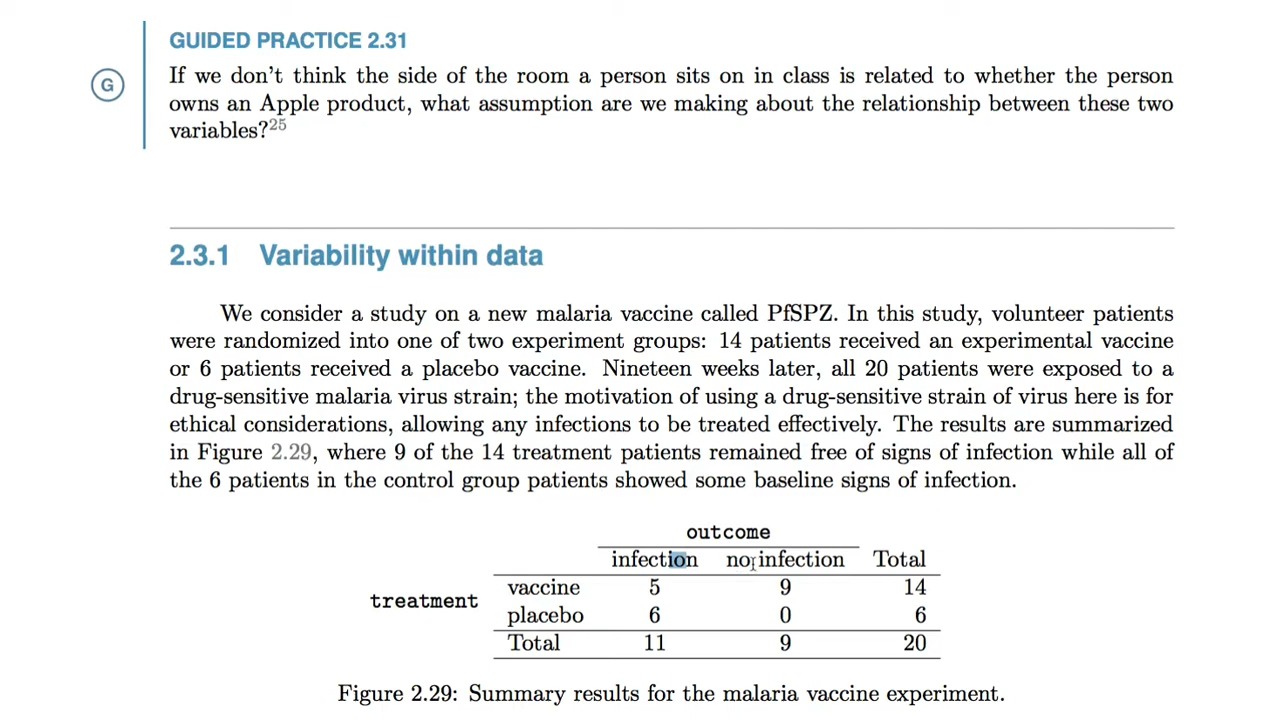 GUIDED PRACTICE 2.31
G
If we don't think the side of the room a person sits on in class is related to whether the person
owns an Apple product, what assumption are we making about the relationship between these two
variables?25
2.3.1 Variability within data
We consider a study on a new malaria vaccine called PfSPZ. In this study, volunteer patients
were randomized into one of two experiment groups: 14 patients received an experimental vaccine
or 6 patients received a placebo vaccine. Nineteen weeks later, all 20 patients were exposed to a
drug-sensitive malaria virus strain; the motivation of using a drug-sensitive strain of virus here is for
ethical considerations, allowing any infections to be treated effectively. The results are summarized
in Figure 2.29, where 9 of the 14 treatment patients remained free of signs of infection while all of
the 6 patients in the control group patients showed some baseline signs of infection.
outcome
infection no infection Total
vaccine 5 9 14
treatment
placebo 6 0 6
Total 11 9 20
Figure 2.29: Summary results for the malaria vaccine experiment.